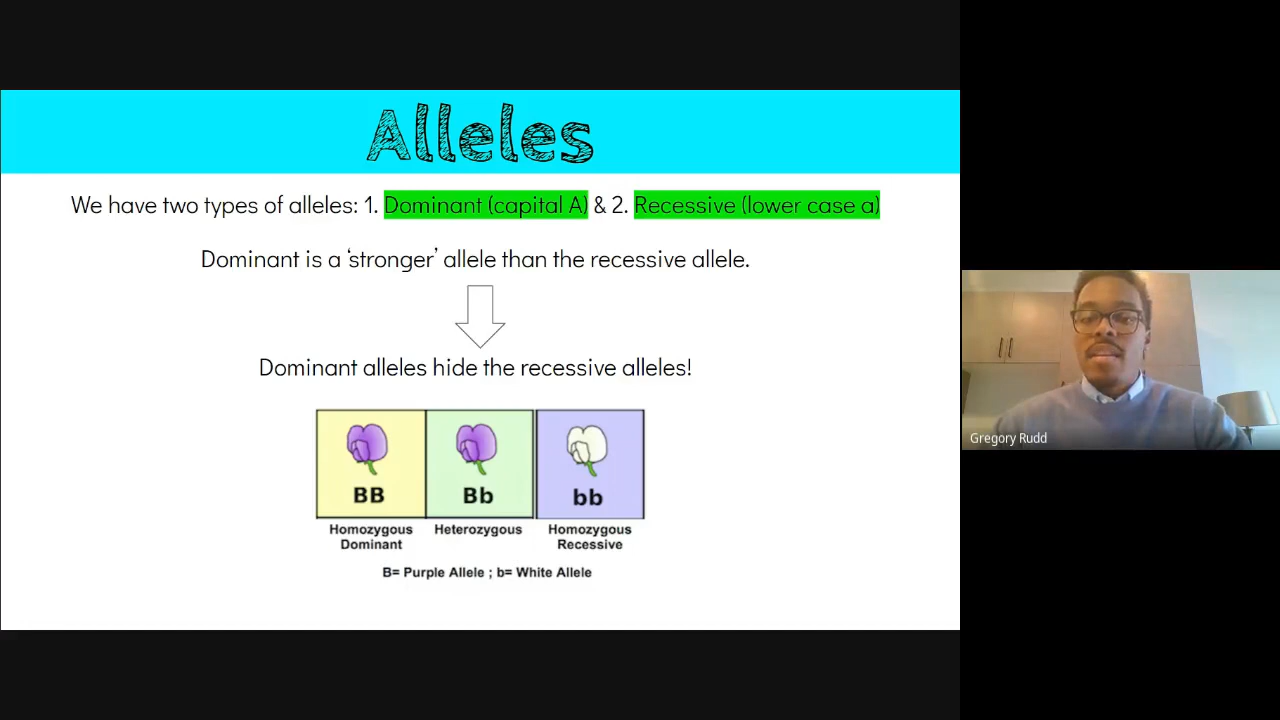 Alleles
We have two types of alleles: 1. Dominant (capital A) & 2. Recessive (lower case a)
Dominant is a ‘stronger’ allele than the recessive allele.
Dominant alleles hide the recessive alleles!
BB Bb bb
Homozygous Dominant
Heterozygous
Homozygous Recessive
B= Purple Allele ; b= White Allele
Gregory Rudd